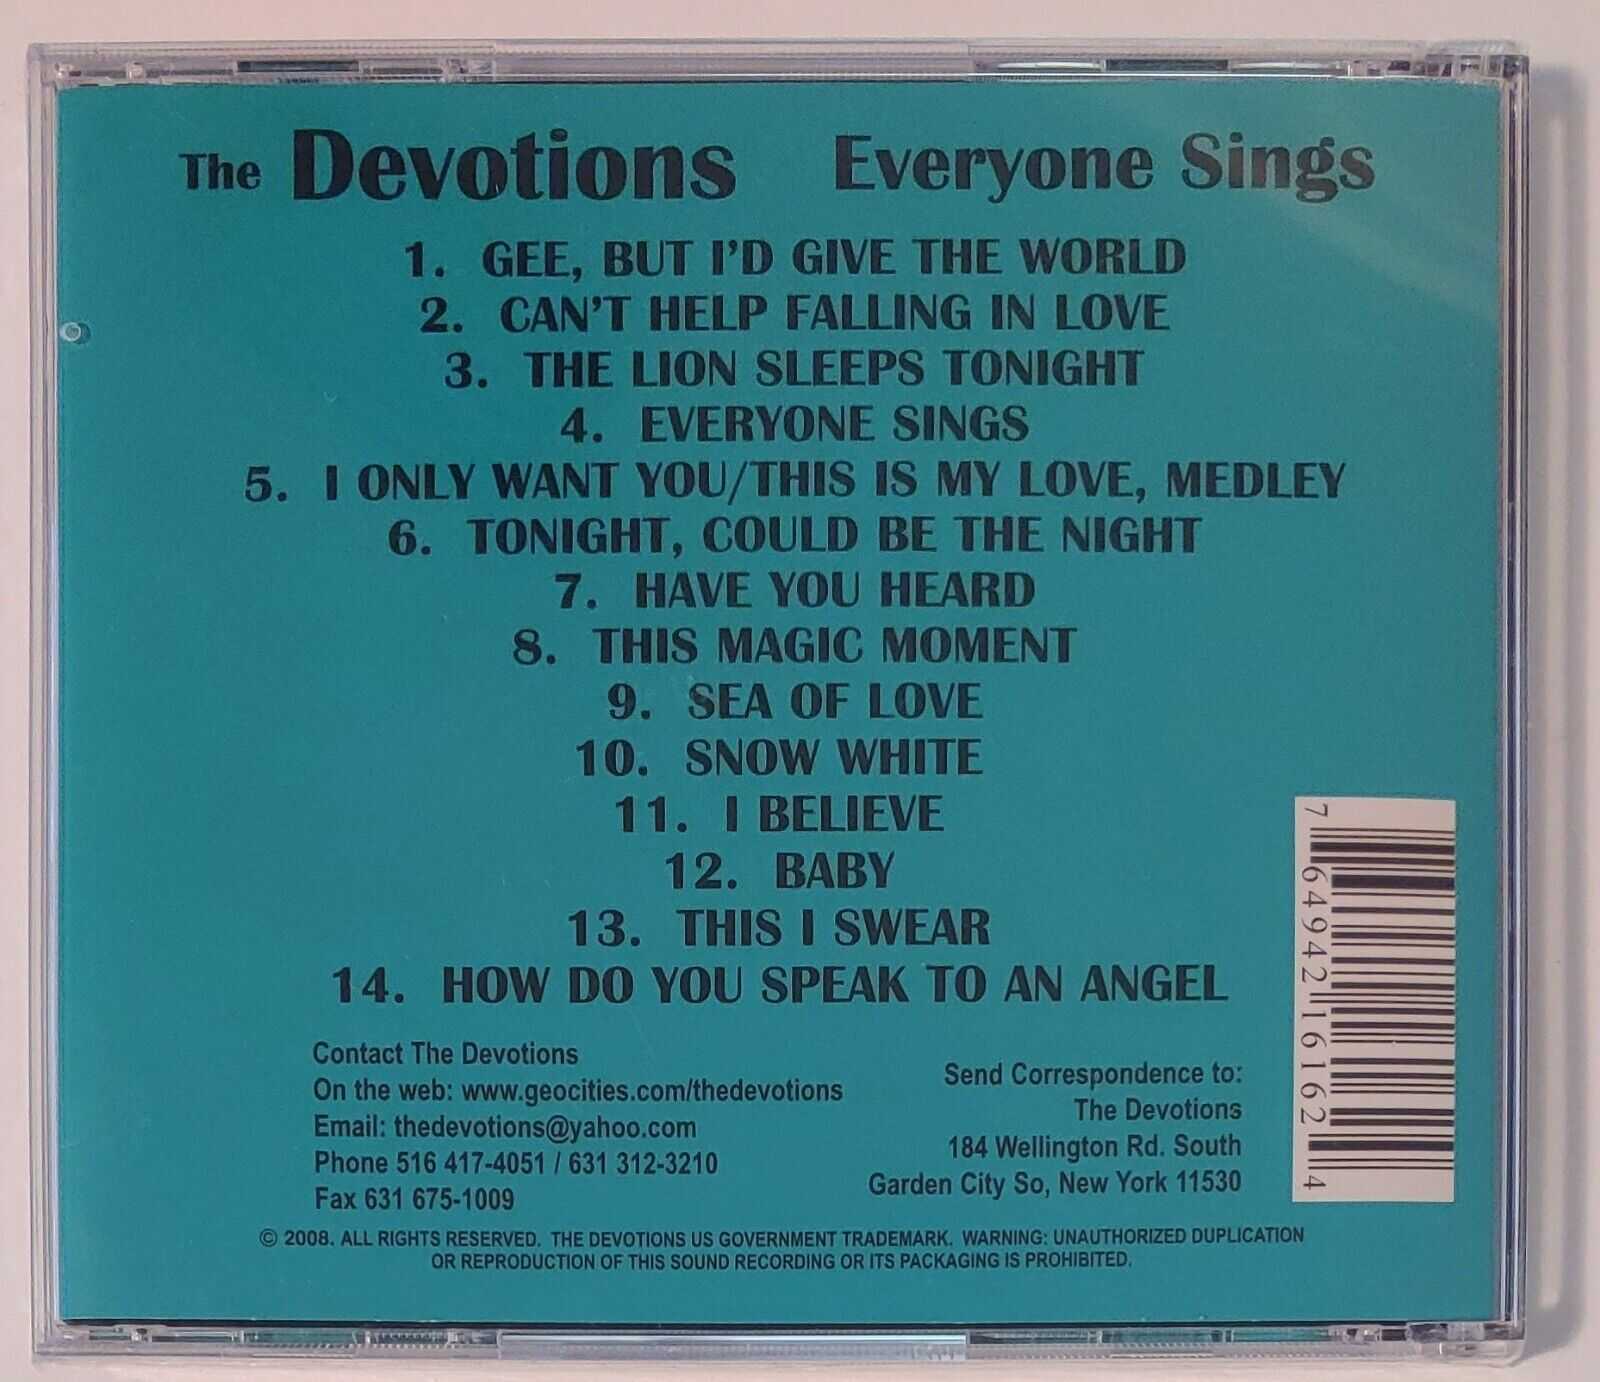 The Devotions Everyone Sings
1. GEE, BUT I'D GIVE THE WORLD
2. CAN'T HELP FALLING IN LOVE
3. THE LION SLEEPS TONIGHT
4. EVERYONE SINGS
5. I ONLY WANT YOU/THIS IS MY LOVE, MEDLEY
6. TONIGHT, COULD BE THE NIGHT
7. HAVE YOU HEARD
8. THIS MAGIC MOMENT
9. SEA OF LOVE
10. SNOW WHITE
11. I BELIEVE
12. BABY
13. THIS I SWEAR
14. HOW DO YOU SPEAK TO AN ANGEL
Contact The Devotions
On the web: www.geocities.com/thedevotions
Email: thedevotions@yahoo.com
Phone 516 417-4051 / 631 312-3210
Fax 631 675-1009
Send Correspondence to:
The Devotions
184 Wellington Rd. South
Garden City So, New York 11530
7 64942 16162 4
© 2008. ALL RIGHTS RESERVED. THE DEVOTIONS US GOVERNMENT TRADEMARK. WARNING: UNAUTHORIZED DUPLICATION
OR REPRODUCTION OF THIS SOUND RECORDING OR ITS PACKAGING IS PROHIBITED.